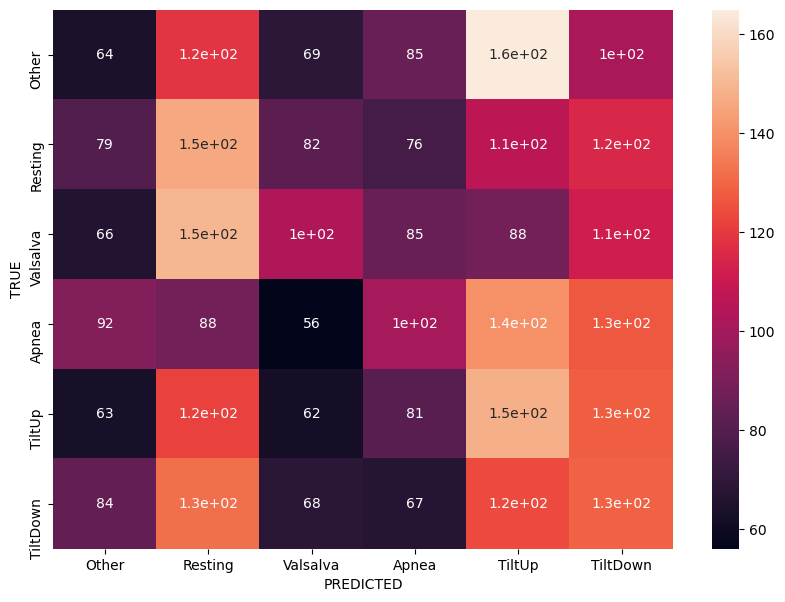 Other 64 1.2e+02 69 85 1.6e+02 1e+02
Resting 79 1.5e+02 82 76 1.1e+02 1.2e+02
Valsalva 66 1.5e+02 1e+02 85 88 1.1e+02
Apnea 92 88 56 1e+02 1.4e+02 1.3e+02
TiltUp 63 1.2e+02 62 81 1.5e+02 1.3e+02
TiltDown 84 1.3e+02 68 67 1.2e+02 1.3e+02
TRUE
Other Resting Valsalva Apnea TiltUp TiltDown
PREDICTED
160
140
120
100
80
60